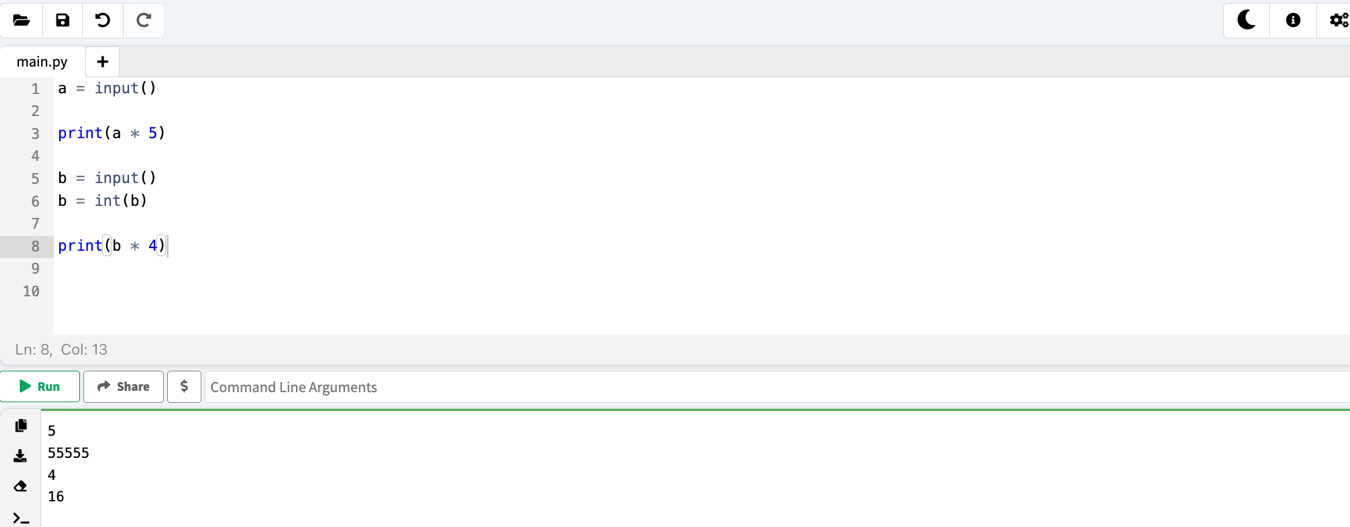 main.py +
1 a = input()
2
3 print(a * 5)
4
5 b = input()
6 b = int(b)
7
8 print(b * 4)
9
10
Ln: 8, Col: 13
Run Share $ Command Line Arguments
5
55555
4
16